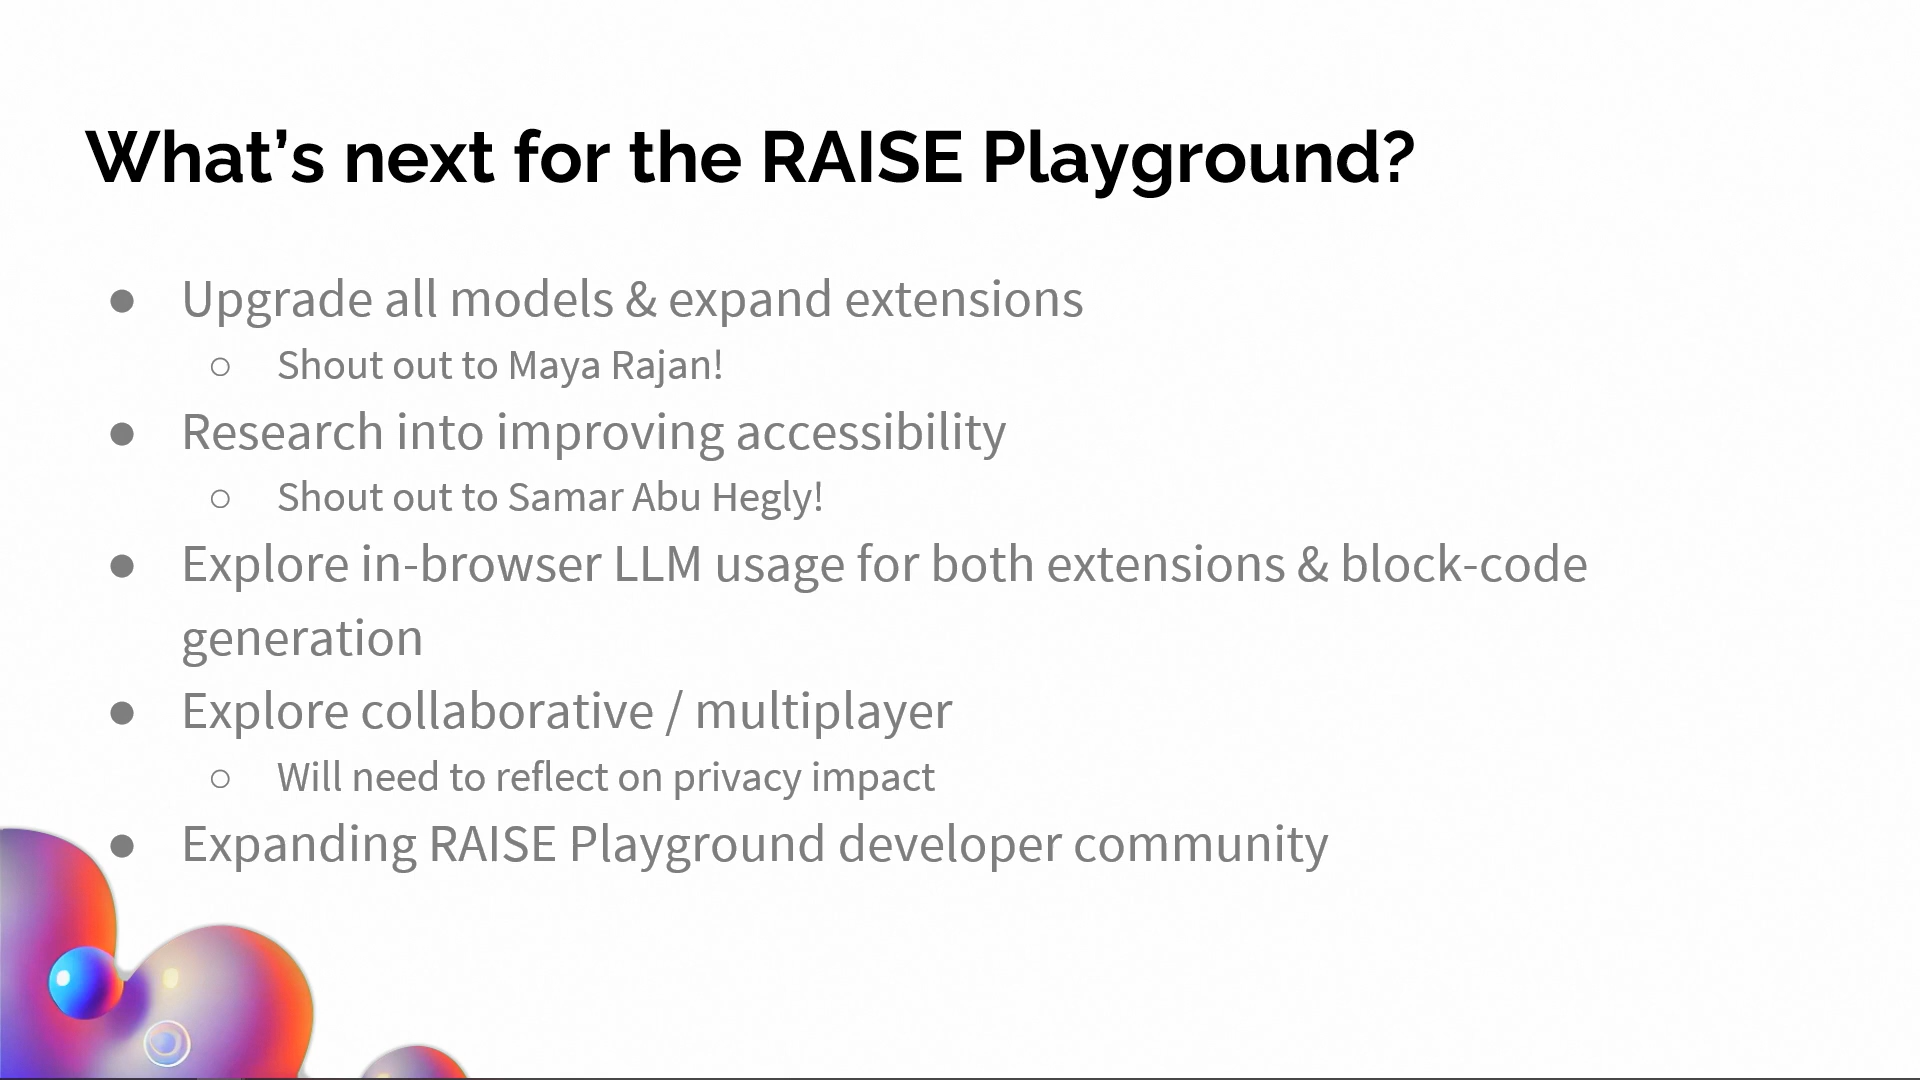 What’s next for the RAISE Playground?
● Upgrade all models & expand extensions
○ Shout out to Maya Rajan!
● Research into improving accessibility
○ Shout out to Samar Abu Hegly!
● Explore in-browser LLM usage for both extensions & block-code
generation
● Explore collaborative / multiplayer
○ Will need to reflect on privacy impact
● Expanding RAISE Playground developer community